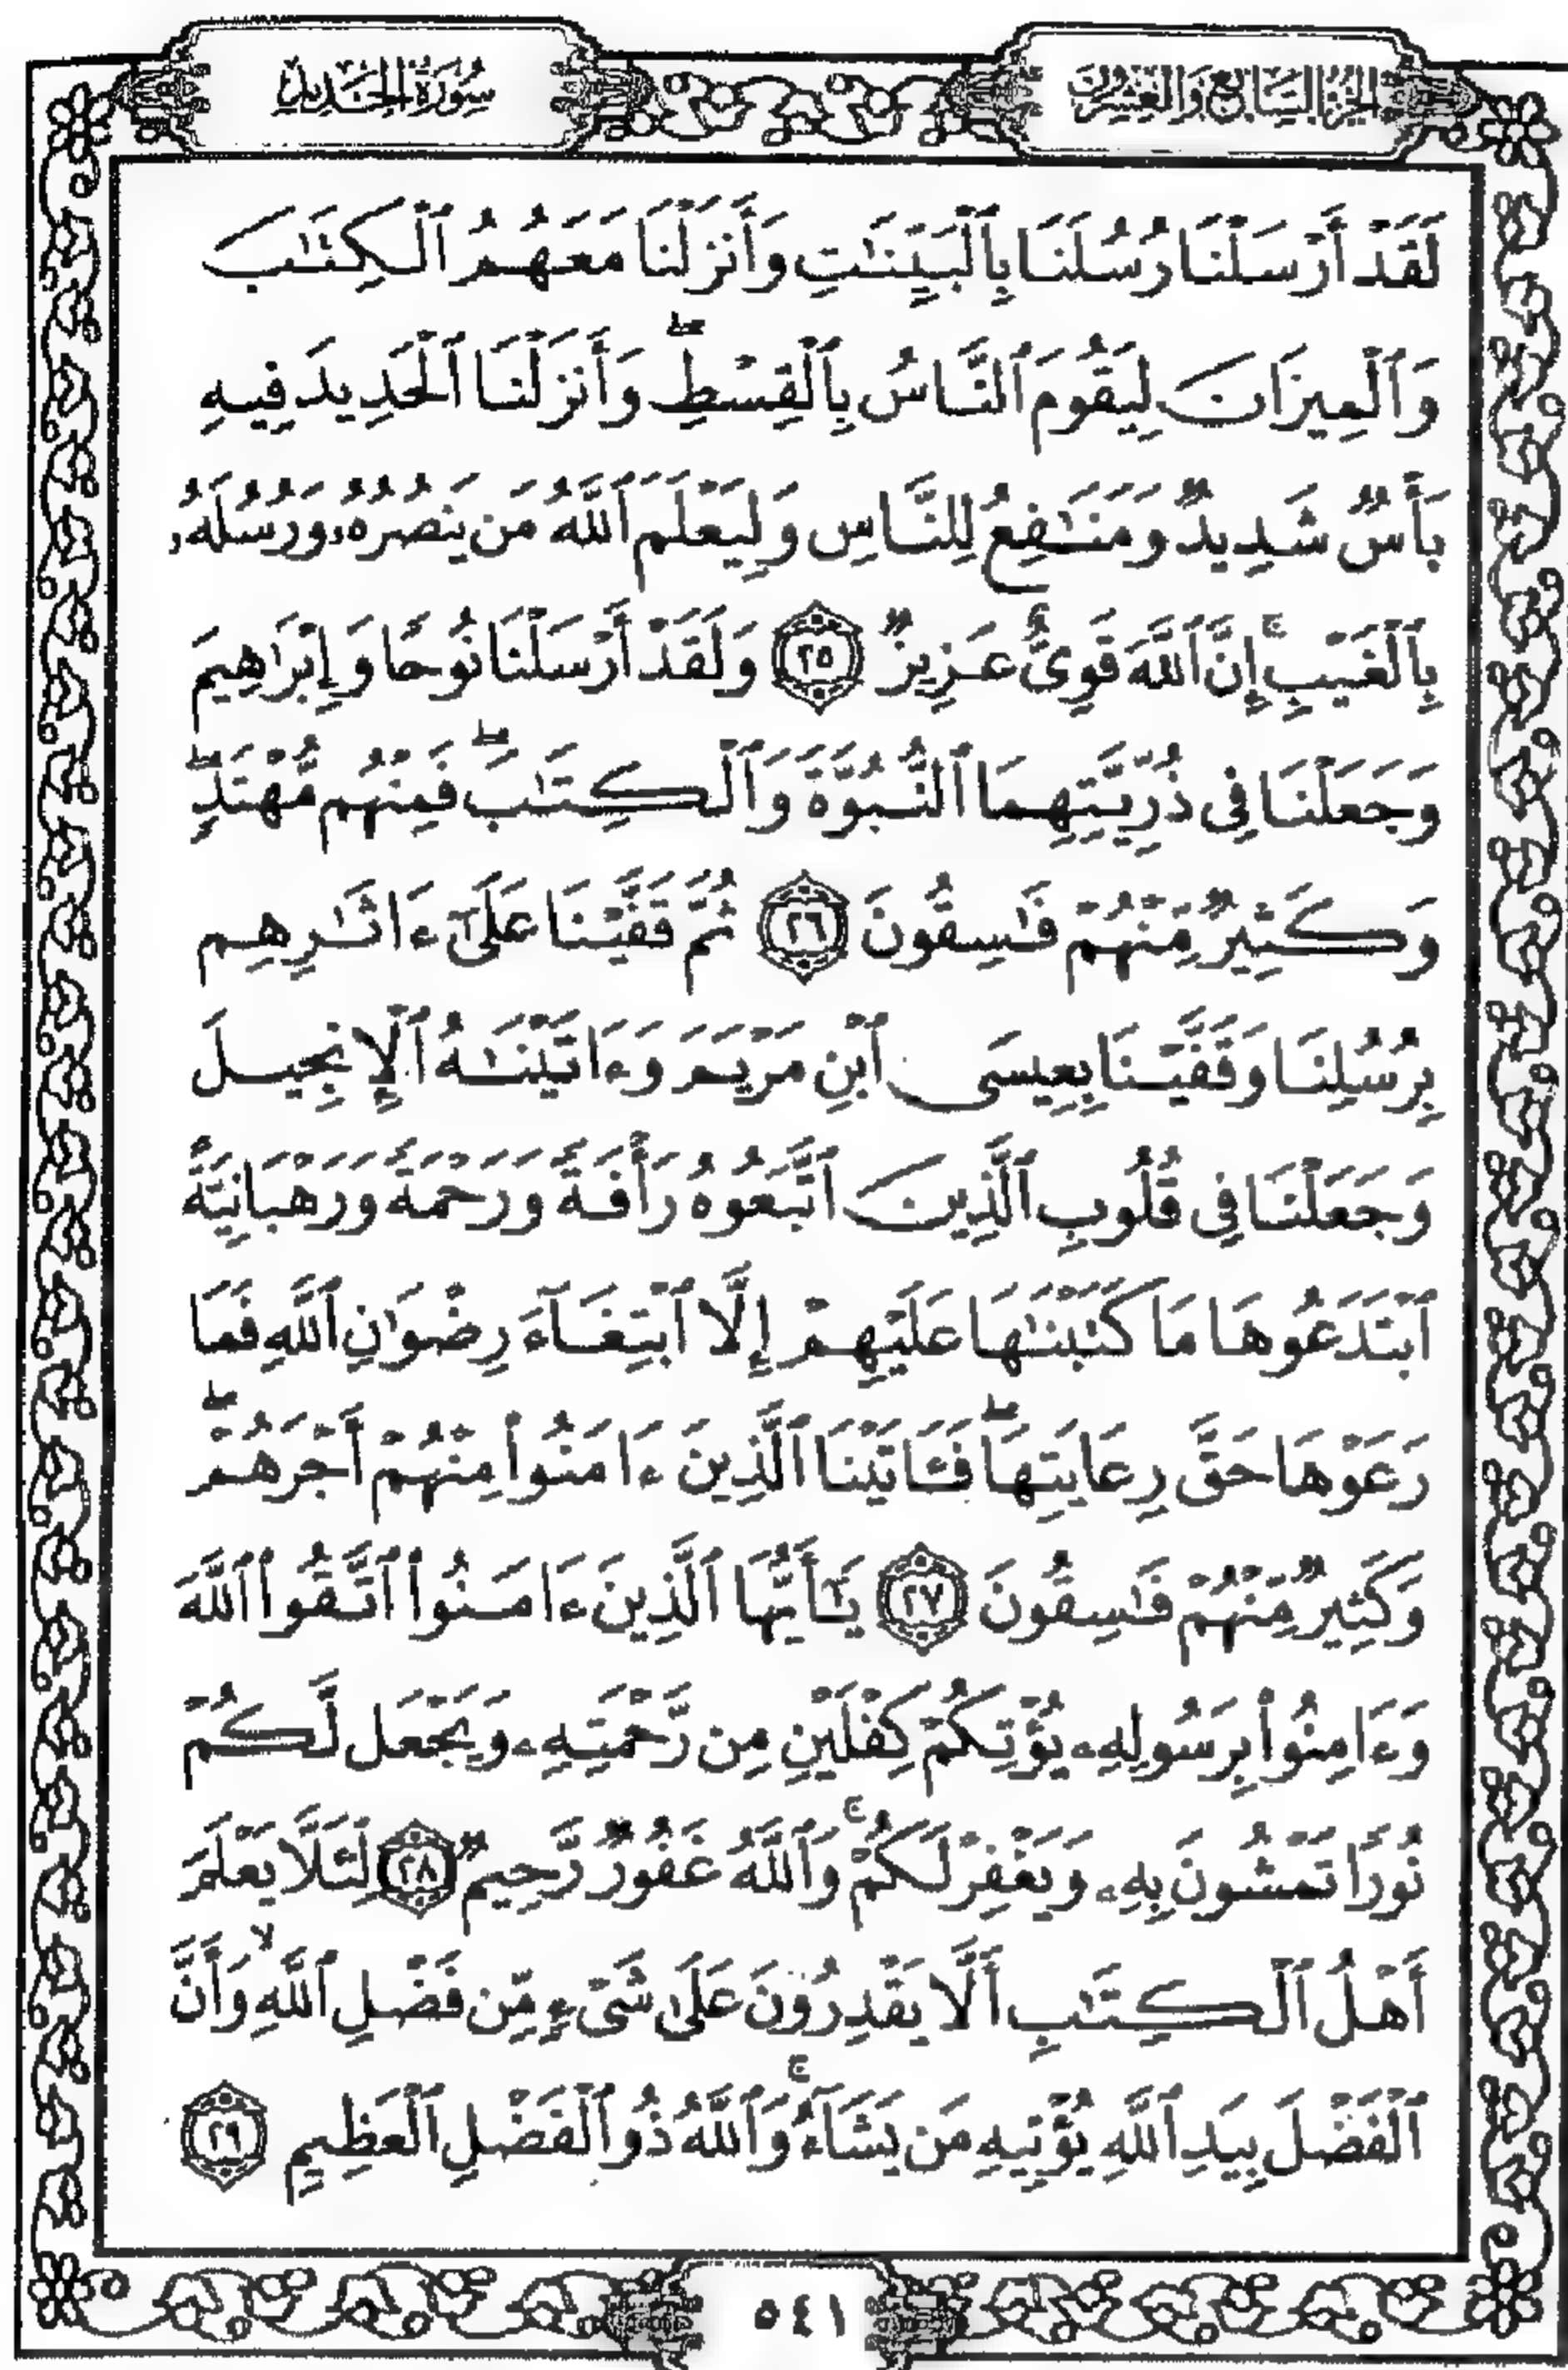 الجزء السابع والعشرون
سورة الحديد
لَقَدْ أَرْسَلْنَا رُسُلَنَا بِٱلْبَيِّنَٰتِ وَأَنزَلْنَا مَعَهُمُ ٱلْكِتَٰبَ
وَٱلْمِيزَانَ لِيَقُومَ ٱلنَّاسُ بِٱلْقِسْطِ ۖ وَأَنزَلْنَا ٱلْحَدِيدَ فِيهِ
بَأْسٌ شَدِيدٌ وَمَنَٰفِعُ لِلنَّاسِ وَلِيَعْلَمَ ٱللَّهُ مَن يَنصُرُهُۥ وَرُسُلَهُۥ
بِٱلْغَيْبِ ۚ إِنَّ ٱللَّهَ قَوِىٌّ عَزِيزٌ ٢٥ وَلَقَدْ أَرْسَلْنَا نُوحًا وَإِبْرَٰهِيمَ
وَجَعَلْنَا فِى ذُرِّيَّتِهِمَا ٱلنُّبُوَّةَ وَٱلْكِتَٰبَ ۖ فَمِنْهُم مُّهْتَدٍ ۖ
وَكَثِيرٌ مِّنْهُمْ فَٰسِقُونَ ٢٦ ثُمَّ قَفَّيْنَا عَلَىٰٓ ءَاثَٰرِهِم
بِرُسُلِنَا وَقَفَّيْنَا بِعِيسَى ٱبْنِ مَرْيَمَ وَءَاتَيْنَٰهُ ٱلْإِنجِيلَ
وَجَعَلْنَا فِى قُلُوبِ ٱلَّذِينَ ٱتَّبَعُوهُ رَأْفَةً وَرَحْمَةً وَرَهْبَانِيَّةً
ٱبْتَدَعُوهَا مَا كَتَبْنَٰهَا عَلَيْهِمْ إِلَّا ٱبْتِغَآءَ رِضْوَٰنِ ٱللَّهِ فَمَا
رَعَوْهَا حَقَّ رِعَايَتِهَا ۖ فَـَٔاتَيْنَا ٱلَّذِينَ ءَامَنُوا۟ مِنْهُمْ أَجْرَهُمْ ۖ
وَكَثِيرٌ مِّنْهُمْ فَٰسِقُونَ ٢٧ يَٰٓأَيُّهَا ٱلَّذِينَ ءَامَنُوا۟ ٱتَّقُوا۟ ٱللَّهَ
وَءَامِنُوا۟ بِرَسُولِهِۦ يُؤْتِكُمْ كِفْلَيْنِ مِن رَّحْمَتِهِۦ وَيَجْعَل لَّكُمْ
نُورًا تَمْشُونَ بِهِۦ وَيَغْفِرْ لَكُمْ ۚ وَٱللَّهُ غَفُورٌ رَّحِيمٌ ٢٨ لِّئَلَّا يَعْلَمَ
أَهْلُ ٱلْكِتَٰبِ أَلَّا يَقْدِرُونَ عَلَىٰ شَىْءٍ مِّن فَضْلِ ٱللَّهِ ۙ وَأَنَّ
ٱلْفَضْلَ بِيَدِ ٱللَّهِ يُؤْتِيهِ مَن يَشَآءُ ۚ وَٱللَّهُ ذُو ٱلْفَضْلِ ٱلْعَظِيمِ ٢٩
٥٤١